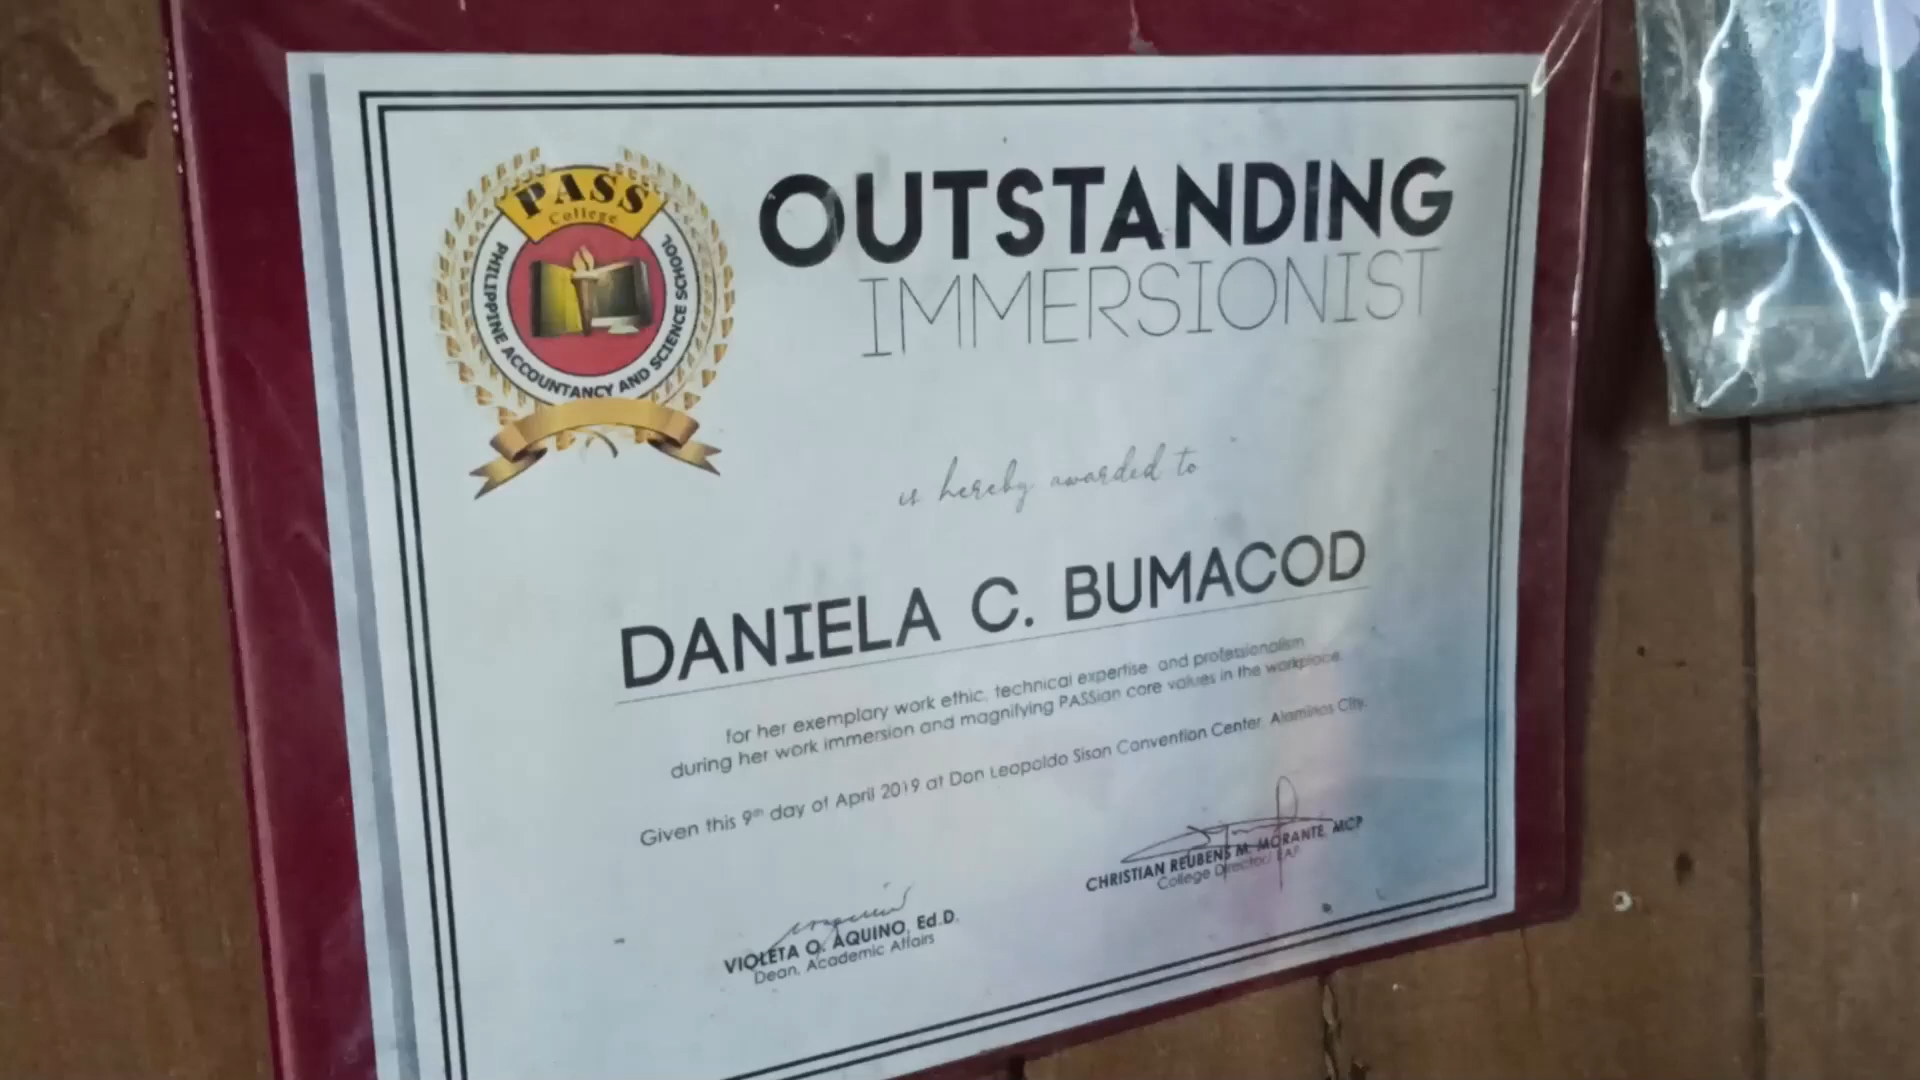 PASS
College
PHILIPPINE ACCOUNTANCY AND SCIENCE SCHOOL
OUTSTANDING
IMMERSIONIST
is hereby awarded to
DANIELA C. BUMACOD
for her exemplary work ethic, technical expertise and professionalism
during her work immersion and magnifying PASSian core values in the workplace.
Given this 9th day of April 2019 at Don Leopoldo Sison Convention Center, Alaminos City.
CHRISTIAN REUBENS M. MORANTE, MCP
College Director/ EAP
VIOLETA O. AQUINO, Ed.D.
Dean, Academic Affairs